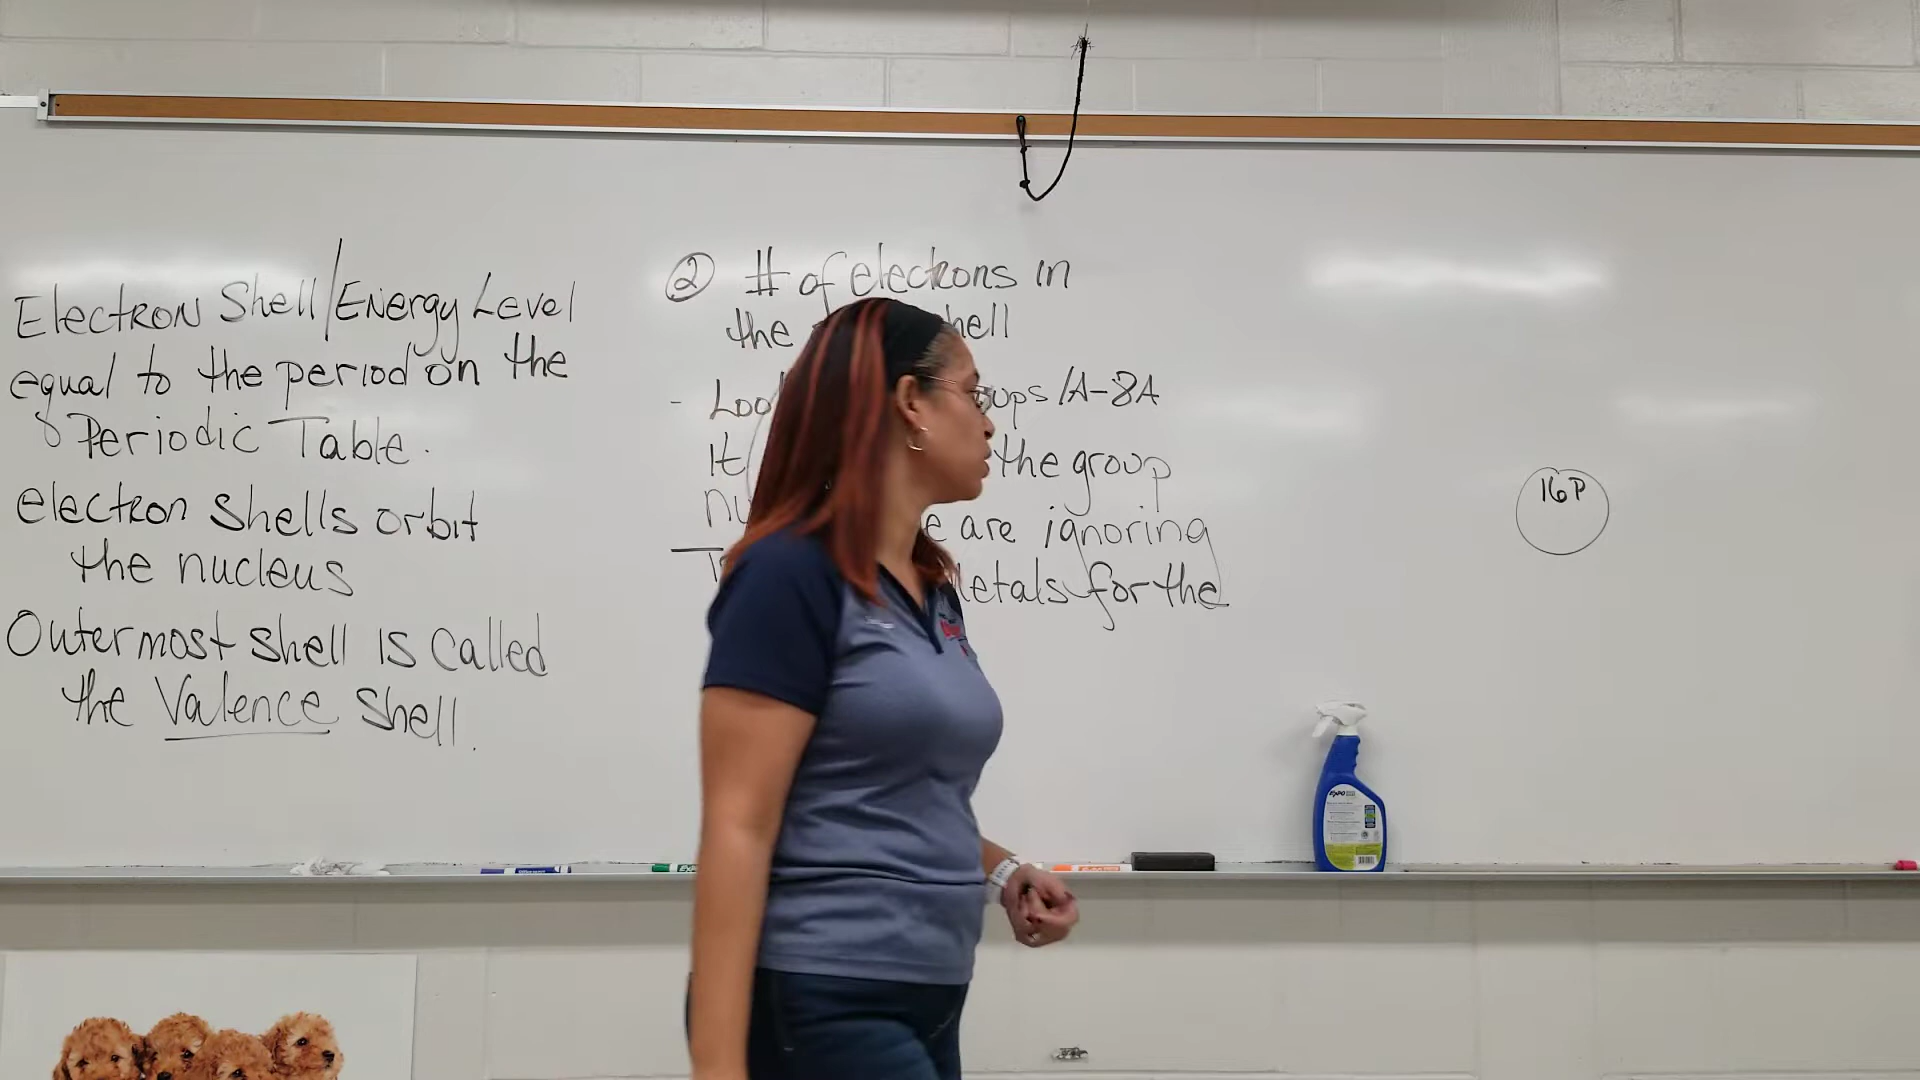 Electron Shell/Energy Level
equal to the period on the
Periodic Table.
electron shells orbit
the nucleus
Outermost shell is called
the Valence Shell.
② # of electrons in
the hell
- Loo ups 1A-8A
It the group
nu e are ignoring
T etals for the
16P
EXPO